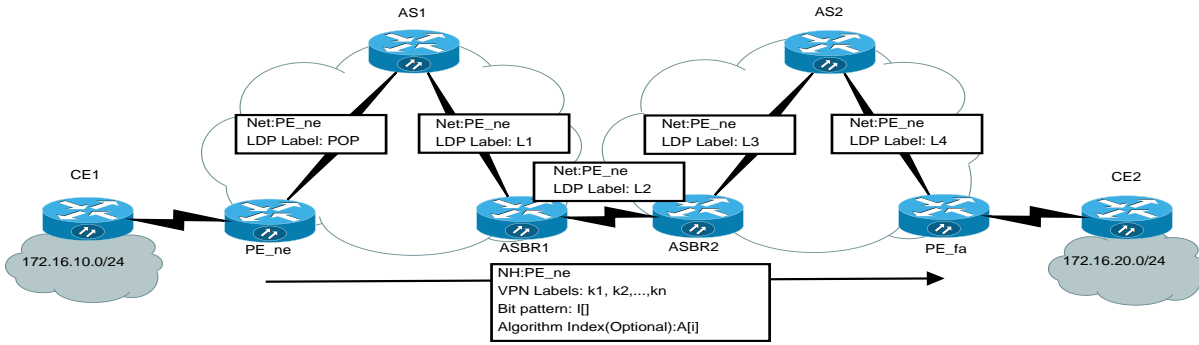 AS1
AS2
Net:PE_ne
LDP Label: POP
Net:PE_ne
LDP Label: L1
Net:PE_ne
LDP Label: L3
Net:PE_ne
LDP Label: L4
Net:PE_ne
LDP Label: L2
CE1
CE2
PE_ne
ASBR1
ASBR2
PE_fa
172.16.10.0/24
172.16.20.0/24
NH:PE_ne
VPN Labels: k1, k2,...,kn
Bit pattern: I[]
Algorithm Index(Optional):A[i]